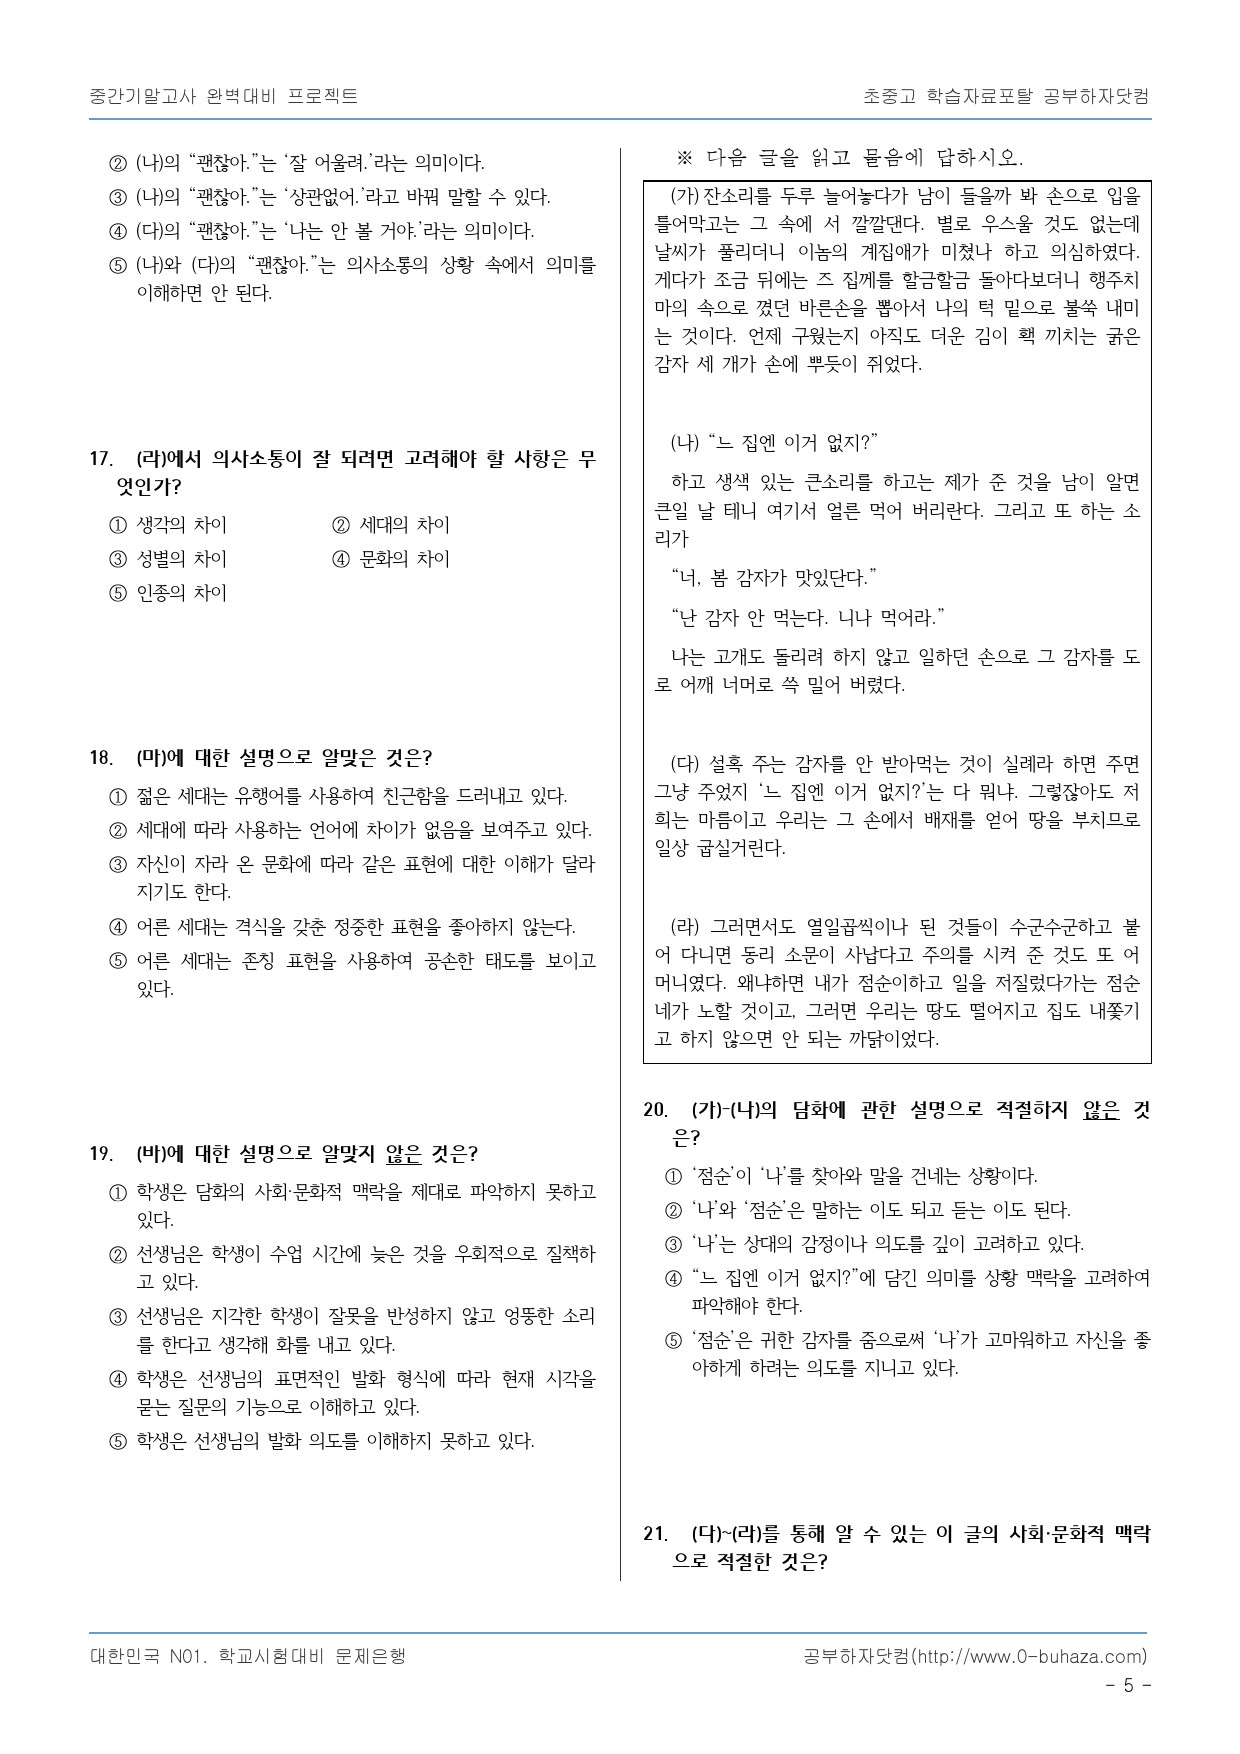 중간기말고사 완벽대비 프로젝트
초중고 학습자료포탈 공부하자닷컴
② (나)의 “괜찮아.”는 ‘잘 어울려.’라는 의미이다.
③ (나)의 “괜찮아.”는 ‘상관없어.’라고 바꿔 말할 수 있다.
④ (다)의 “괜찮아.”는 ‘나는 안 볼 거야.’라는 의미이다.
⑤ (나)와 (다)의 “괜찮아.”는 의사소통의 상황 속에서 의미를
이해하면 안 된다.
17. (라)에서 의사소통이 잘 되려면 고려해야 할 사항은 무
엇인가?
① 생각의 차이 ② 세대의 차이
③ 성별의 차이 ④ 문화의 차이
⑤ 인종의 차이
18. (마)에 대한 설명으로 알맞은 것은?
① 젊은 세대는 유행어를 사용하여 친근함을 드러내고 있다.
② 세대에 따라 사용하는 언어에 차이가 없음을 보여주고 있다.
③ 자신이 자라 온 문화에 따라 같은 표현에 대한 이해가 달라
지기도 한다.
④ 어른 세대는 격식을 갖춘 정중한 표현을 좋아하지 않는다.
⑤ 어른 세대는 존칭 표현을 사용하여 공손한 태도를 보이고
있다.
19. (바)에 대한 설명으로 알맞지 않은 것은?
① 학생은 담화의 사회·문화적 맥락을 제대로 파악하지 못하고
있다.
② 선생님은 학생이 수업 시간에 늦은 것을 우회적으로 질책하
고 있다.
③ 선생님은 지각한 학생이 잘못을 반성하지 않고 엉뚱한 소리
를 한다고 생각해 화를 내고 있다.
④ 학생은 선생님의 표면적인 발화 형식에 따라 현재 시각을
묻는 질문의 기능으로 이해하고 있다.
⑤ 학생은 선생님의 발화 의도를 이해하지 못하고 있다.
※ 다음 글을 읽고 물음에 답하시오.
(가) 잔소리를 두루 늘어놓다가 남이 들을까 봐 손으로 입을
틀어막고는 그 속에 서 깔깔댄다. 별로 우스울 것도 없는데
날씨가 풀리더니 이놈의 계집애가 미쳤나 하고 의심하였다.
게다가 조금 뒤에는 즈 집께를 할금할금 돌아다보더니 행주치
마의 속으로 꼈던 바른손을 뽑아서 나의 턱 밑으로 불쑥 내미
는 것이다. 언제 구웠는지 아직도 더운 김이 홱 끼치는 굵은
감자 세 개가 손에 뿌듯이 쥐었다.
(나) “느 집엔 이거 없지?”
하고 생색 있는 큰소리를 하고는 제가 준 것을 남이 알면
큰일 날 테니 여기서 얼른 먹어 버리란다. 그리고 또 하는 소
리가
“너, 봄 감자가 맛있단다.”
“난 감자 안 먹는다. 니나 먹어라.”
나는 고개도 돌리려 하지 않고 일하던 손으로 그 감자를 도
로 어깨 너머로 쓱 밀어 버렸다.
(다) 설혹 주는 감자를 안 받아먹는 것이 실례라 하면 주면
그냥 주었지 ‘느 집엔 이거 없지?’는 다 뭐냐. 그렇잖아도 저
희는 마름이고 우리는 그 손에서 배재를 얻어 땅을 부치므로
일상 굽실거린다.
(라) 그러면서도 열일곱씩이나 된 것들이 수군수군하고 붙
어 다니면 동리 소문이 사납다고 주의를 시켜 준 것도 또 어
머니였다. 왜냐하면 내가 점순이하고 일을 저질렀다가는 점순
네가 노할 것이고, 그러면 우리는 땅도 떨어지고 집도 내쫓기
고 하지 않으면 안 되는 까닭이었다.
20. (가)-(나)의 담화에 관한 설명으로 적절하지 않은 것
은?
① ‘점순’이 ‘나’를 찾아와 말을 건네는 상황이다.
② ‘나’와 ‘점순’은 말하는 이도 되고 듣는 이도 된다.
③ ‘나’는 상대의 감정이나 의도를 깊이 고려하고 있다.
④ “느 집엔 이거 없지?”에 담긴 의미를 상황 맥락을 고려하여
파악해야 한다.
⑤ ‘점순’은 귀한 감자를 줌으로써 ‘나’가 고마워하고 자신을 좋
아하게 하려는 의도를 지니고 있다.
21. (다)~(라)를 통해 알 수 있는 이 글의 사회·문화적 맥락
으로 적절한 것은?
대한민국 N01. 학교시험대비 문제은행
공부하자닷컴(http://www.0-buhaza.com)
- 5 -